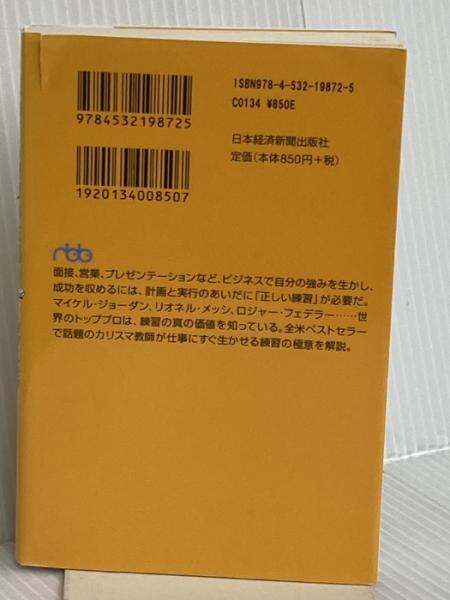 ISBN978-4-532-19872-5
C0134 ¥850E
9784532198725
日本経済新聞出版社
定価(本体850円+税)
1920134008507
nbb
面接、営業、プレゼンテーションなど、ビジネスで自分の強みを生かし、
成功を収めるには、計画と実行のあいだに「正しい練習」が必要だ。
マイケル・ジョーダン、リオネル・メッシ、ロジャー・フェデラー……世
界のトッププロは、練習の真の価値を知っている。全米ベストセラー
で話題のカリスマ教師が仕事にすぐ生かせる練習の極意を解説。